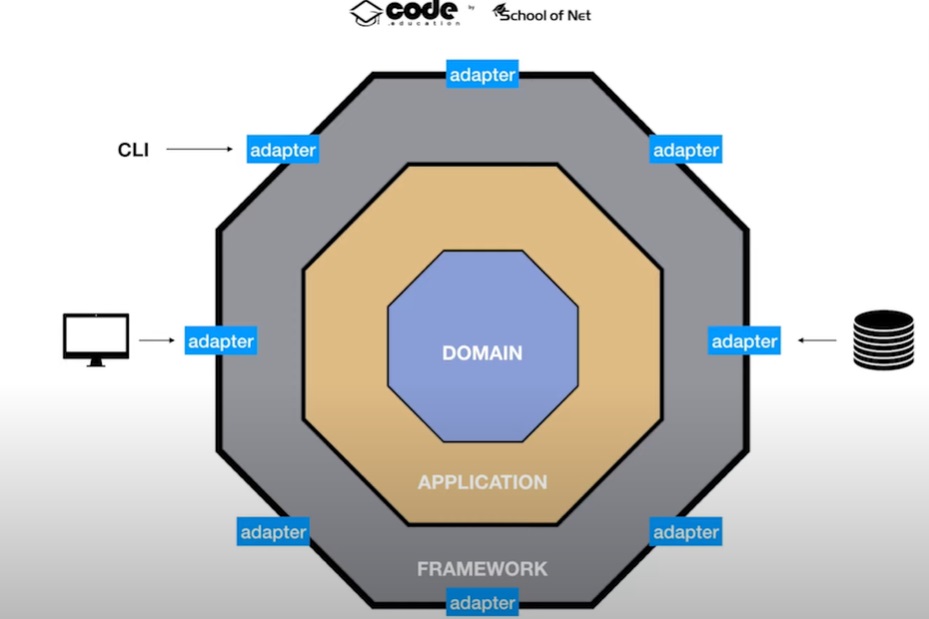 code
.education
by
School of Net
adapter
CLI
adapter
adapter
adapter
adapter
DOMAIN
APPLICATION
adapter
adapter
FRAMEWORK
adapter